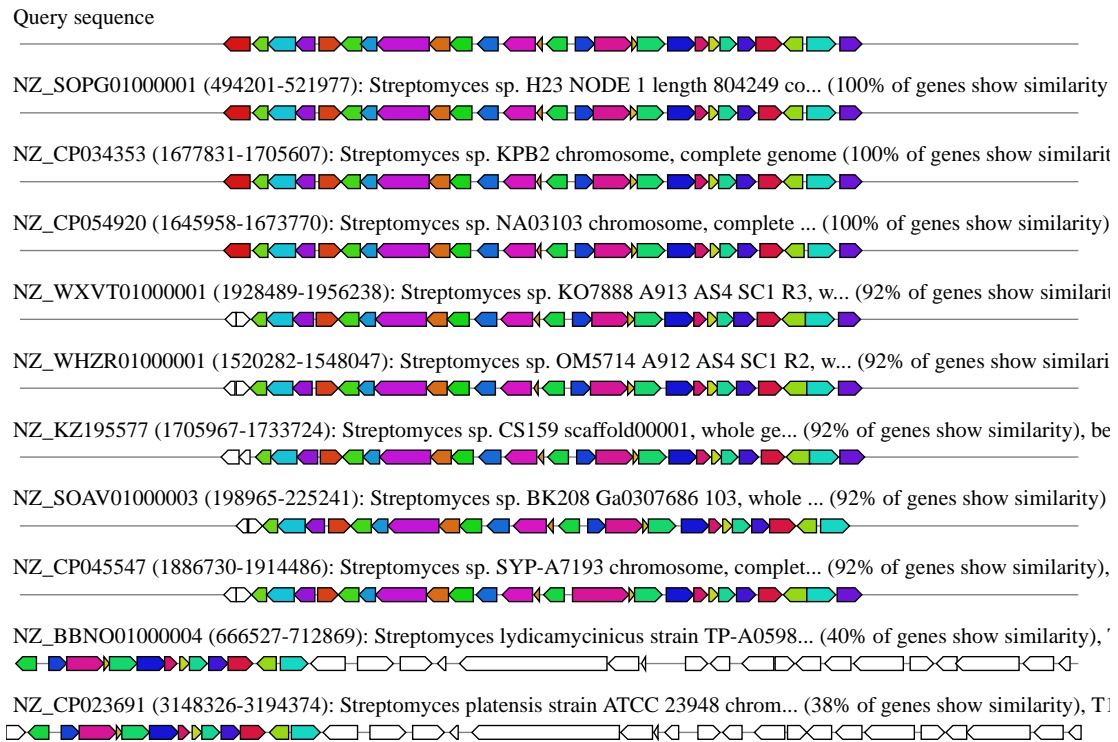 Query sequence
NZ_SOPG01000001 (494201-521977): Streptomyces sp. H23 NODE 1 length 804249 co... (100% of genes show similarity
NZ_CP034353 (1677831-1705607): Streptomyces sp. KPB2 chromosome, complete genome (100% of genes show similarit
NZ_CP054920 (1645958-1673770): Streptomyces sp. NA03103 chromosome, complete ... (100% of genes show similarity)
NZ_WXVT01000001 (1928489-1956238): Streptomyces sp. KO7888 A913 AS4 SC1 R3, w... (92% of genes show similarit
NZ_WHZR01000001 (1520282-1548047): Streptomyces sp. OM5714 A912 AS4 SC1 R2, w... (92% of genes show similari
NZ_KZ195577 (1705967-1733724): Streptomyces sp. CS159 scaffold00001, whole ge... (92% of genes show similarity), be
NZ_SOAV01000003 (198965-225241): Streptomyces sp. BK208 Ga0307686 103, whole ... (92% of genes show similarity)
NZ_CP045547 (1886730-1914486): Streptomyces sp. SYP-A7193 chromosome, complet... (92% of genes show similarity),
NZ_BBNO01000004 (666527-712869): Streptomyces lydicamycinicus strain TP-A0598... (40% of genes show similarity), T
NZ_CP023691 (3148326-3194374): Streptomyces platensis strain ATCC 23948 chrom... (38% of genes show similarity), T1